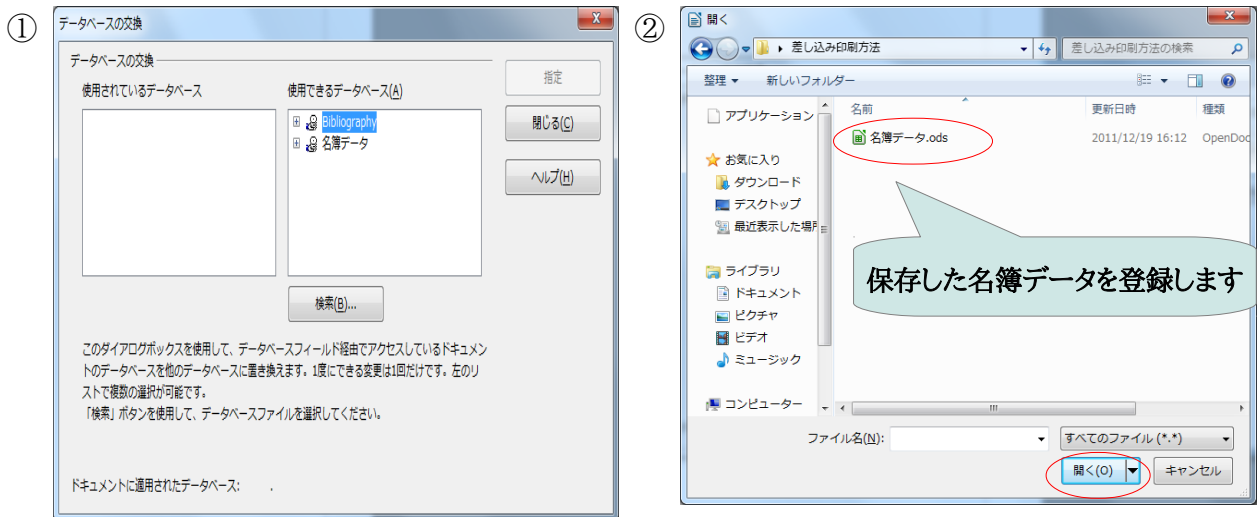 ①
データベースの交換
データベースの交換
使用されているデータベース
使用できるデータベース(A)
Bibliography
名簿データ
指定
閉じる(C)
ヘルプ(H)
検索(B)...
このダイアログボックスを使用して、データベースフィールド経由でアクセスしているドキュメン
トのデータベースを他のデータベースに置き換えます。1度にできる変更は1回だけです。左のリ
ストで複数の選択が可能です。
「検索」ボタンを使用して、データベースファイルを選択してください。
ドキュメントに適用されたデータベース: .
②
開く
差し込み印刷方法
差し込み印刷方法の検索
整理
新しいフォルダー
アプリケーション
お気に入り
ダウンロード
デスクトップ
最近表示した場所
ライブラリ
ドキュメント
ピクチャ
ビデオ
ミュージック
コンピューター
名前
更新日時
種類
名簿データ.ods
2011/12/19 16:12
OpenDoc
保存した名簿データを登録します
ファイル名(N):
すべてのファイル (*.*)
開く(O)
キャンセル